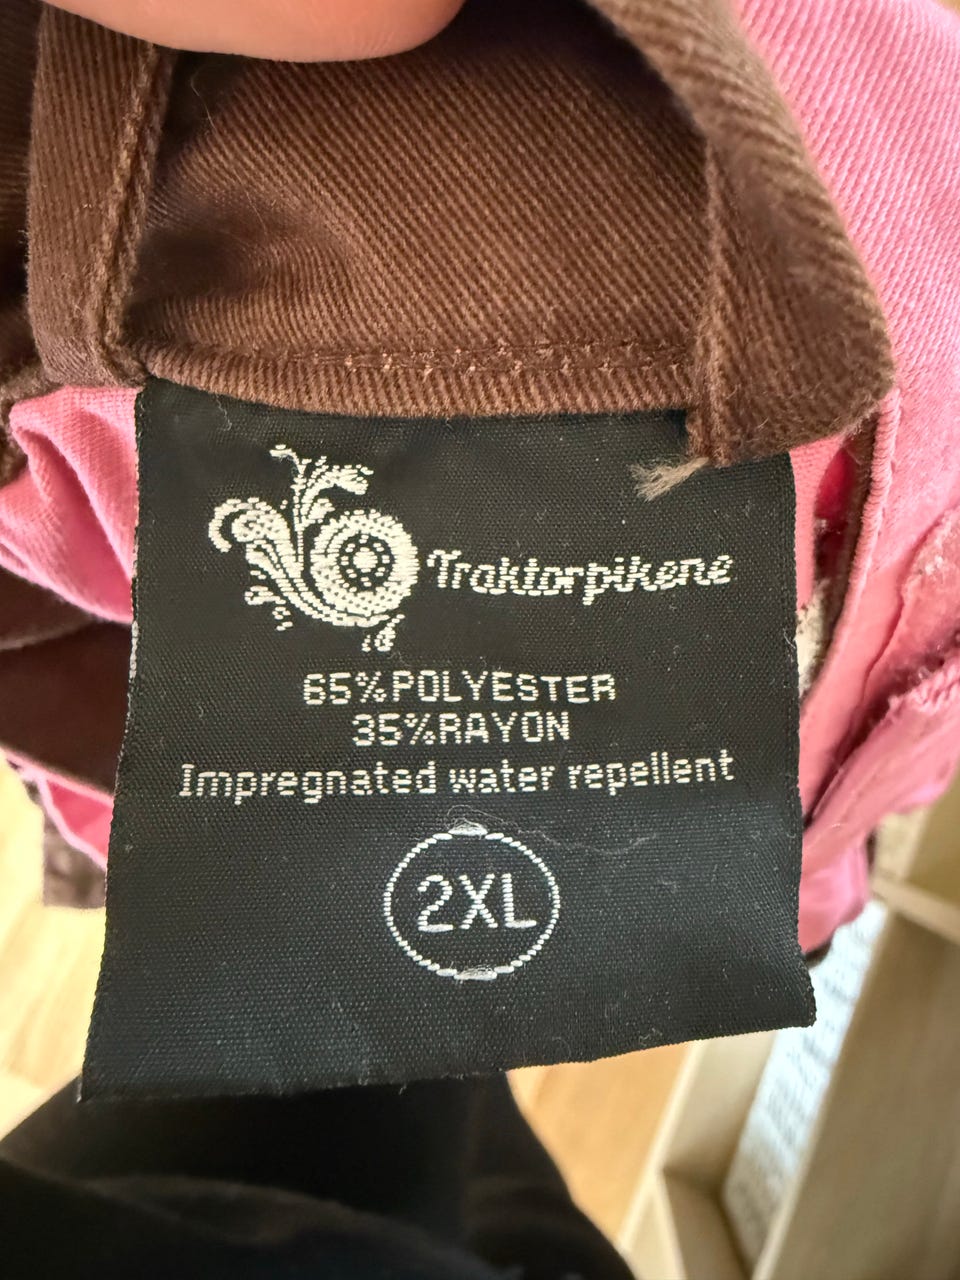 Traktorpikene
65%POLYESTER
35%RAYON
Impregnated water repellent
2XL